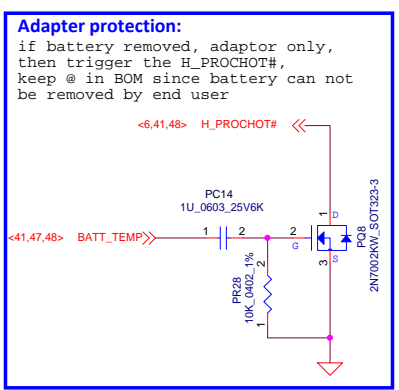 Adapter protection:
if battery removed, adaptor only,
then trigger the H_PROCHOT#,
keep @ in BOM since battery can not
be removed by end user
<6,41,48> H_PROCHOT#
PC14
1U_0603_25V6K
<41,47,48> BATT_TEMP
1 2
2
G
1
D
3
S
PQ8
2N7002KW_SOT323-3
PR28
10K_0402_1%
2
1